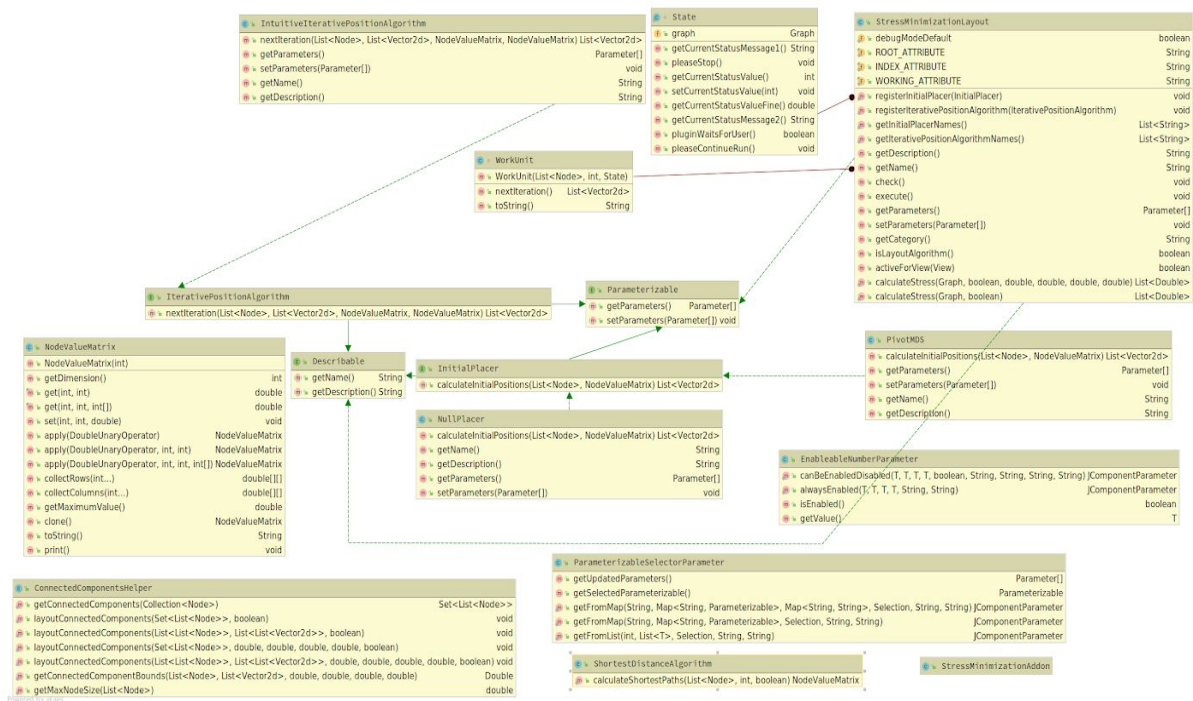 IntuitiveIterativePositionAlgorithm
nextIteration(List<Node>, List<Vector2d>, NodeValueMatrix, NodeValueMatrix) List<Vector2d>
getParameters() Parameter[]
setParameters(Parameter[]) void
getName() String
getDescription() String
State
graph Graph
getCurrentStatusMessage1() String
pleaseStop() void
getCurrentStatusValue() int
setCurrentStatusValue(int) void
getCurrentStatusValueFine() double
getCurrentStatusMessage2() String
pluginWaitsForUser() boolean
pleaseContinueRun() void
StressMinimizationLayout
debugModeDefault boolean
ROOT_ATTRIBUTE String
INDEX_ATTRIBUTE String
WORKING_ATTRIBUTE String
registerInitialPlacer(InitialPlacer) void
registerIterativePositionAlgorithm(IterativePositionAlgorithm) void
getInitialPlacerNames() List<String>
getIterativePositionAlgorithmNames() List<String>
getDescription() String
getName() String
check() void
execute() void
getParameters() Parameter[]
setParameters(Parameter[]) void
getCategory() String
isLayoutAlgorithm() boolean
activeForView(View) boolean
calculateStress(Graph, boolean, double, double, double, double) List<Double>
calculateStress(Graph, boolean) List<Double>
WorkUnit
WorkUnit(List<Node>, int, State)
nextIteration() List<Vector2d>
toString() String
IterativePositionAlgorithm
nextIteration(List<Node>, List<Vector2d>, NodeValueMatrix, NodeValueMatrix) List<Vector2d>
Parameterizable
getParameters() Parameter[]
setParameters(Parameter[]) void
NodeValueMatrix
NodeValueMatrix(int)
getDimension() int
get(int, int) double
get(int, int, int[]) double
set(int, int, double) void
apply(DoubleUnaryOperator) NodeValueMatrix
apply(DoubleUnaryOperator, int, int) NodeValueMatrix
apply(DoubleUnaryOperator, int, int, int[]) NodeValueMatrix
collectRows(int...) double[][]
collectColumns(int...) double[][]
getMaximumValue() double
clone() NodeValueMatrix
toString() String
print() void
Describable
getName() String
getDescription() String
InitialPlacer
calculateInitialPositions(List<Node>, NodeValueMatrix) List<Vector2d>
PivotMDS
calculateInitialPositions(List<Node>, NodeValueMatrix) List<Vector2d>
getParameters() Parameter[]
setParameters(Parameter[]) void
getName() String
getDescription() String
NullPlacer
calculateInitialPositions(List<Node>, NodeValueMatrix) List<Vector2d>
getName() String
getDescription() String
getParameters() Parameter[]
setParameters(Parameter[]) void
EnableableNumberParameter
canBeEnabledDisabled(T, T, T, T, boolean, String, String, String, String) JComponentParameter
alwaysEnabled(T, T, T, T, String, String) JComponentParameter
isEnabled() boolean
getValue() T
ConnectedComponentsHelper
getConnectedComponents(Collection<Node>) Set<List<Node>>
layoutConnectedComponents(Set<List<Node>>, boolean) void
layoutConnectedComponents(List<List<Node>>, List<List<Vector2d>>, boolean) void
layoutConnectedComponents(Set<List<Node>>, double, double, double, double, boolean) void
layoutConnectedComponents(List<List<Node>>, List<List<Vector2d>>, double, double, double, double, boolean) void
getConnectedComponentBounds(List<Node>, List<Vector2d>, double, double, double, double) Double
getMaxNodeSize(List<Node>) double
ParameterizableSelectorParameter
getUpdatedParameters() Parameter[]
getSelectedParameterizable() Parameterizable
getFromMap(String, Map<String, Parameterizable>, Map<String, String>, Selection, String, String) JComponentParameter
getFromMap(String, Map<String, Parameterizable>, Selection, String, String) JComponentParameter
getFromList(int, List<T>, Selection, String, String) JComponentParameter
ShortestDistanceAlgorithm
calculateShortestPaths(List<Node>, int, boolean) NodeValueMatrix
StressMinimizationAddon
Powered by yFiles